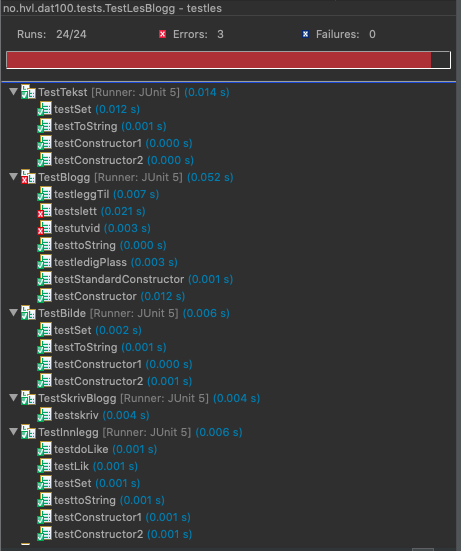 no.hvl.dat100.tests.TestLesBlogg - testles
Runs: 24/24 Errors: 3 Failures: 0
TestTekst [Runner: JUnit 5] (0.014 s)
testSet (0.012 s)
testToString (0.001 s)
testConstructor1 (0.000 s)
testConstructor2 (0.000 s)
TestBlogg [Runner: JUnit 5] (0.052 s)
testleggTil (0.007 s)
testslett (0.021 s)
testutvid (0.003 s)
testtoString (0.000 s)
testledigPlass (0.003 s)
testStandardConstructor (0.001 s)
testConstructor (0.012 s)
TestBilde [Runner: JUnit 5] (0.006 s)
testSet (0.002 s)
testToString (0.001 s)
testConstructor1 (0.000 s)
testConstructor2 (0.001 s)
TestSkrivBlogg [Runner: JUnit 5] (0.004 s)
testskriv (0.004 s)
TestInnlegg [Runner: JUnit 5] (0.006 s)
testdoLike (0.001 s)
testLik (0.001 s)
testSet (0.001 s)
testtoString (0.001 s)
testConstructor1 (0.001 s)
testConstructor2 (0.001 s)